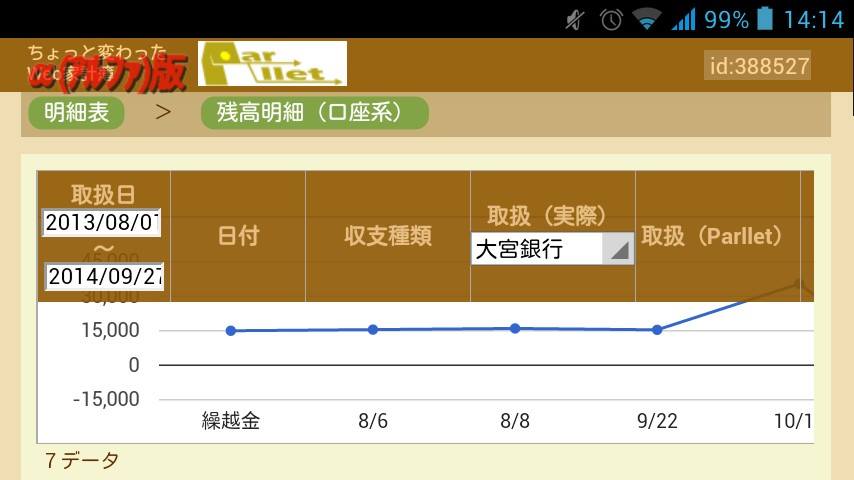 99% 14:14
ちょっと変わった
Web家計簿
α(アルファ)版
Parllet
id:388527
明細表 > 残高明細（口座系）
取扱日
2013/08/01
～
2014/09/27
日付
収支種類
取扱（実際）
大宮銀行
取扱（Parllet）
45,000
30,000
15,000
0
-15,000
繰越金 8/6 8/8 9/22 10/1
７データ